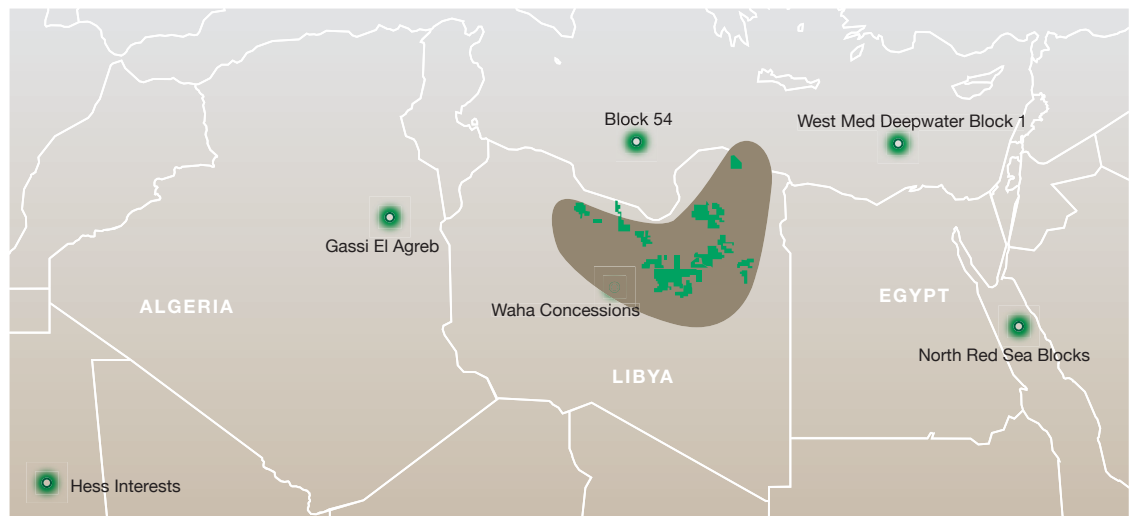 Block 54
West Med Deepwater Block 1
Gassi El Agreb
ALGERIA
Waha Concessions
EGYPT
North Red Sea Blocks
LIBYA
Hess Interests